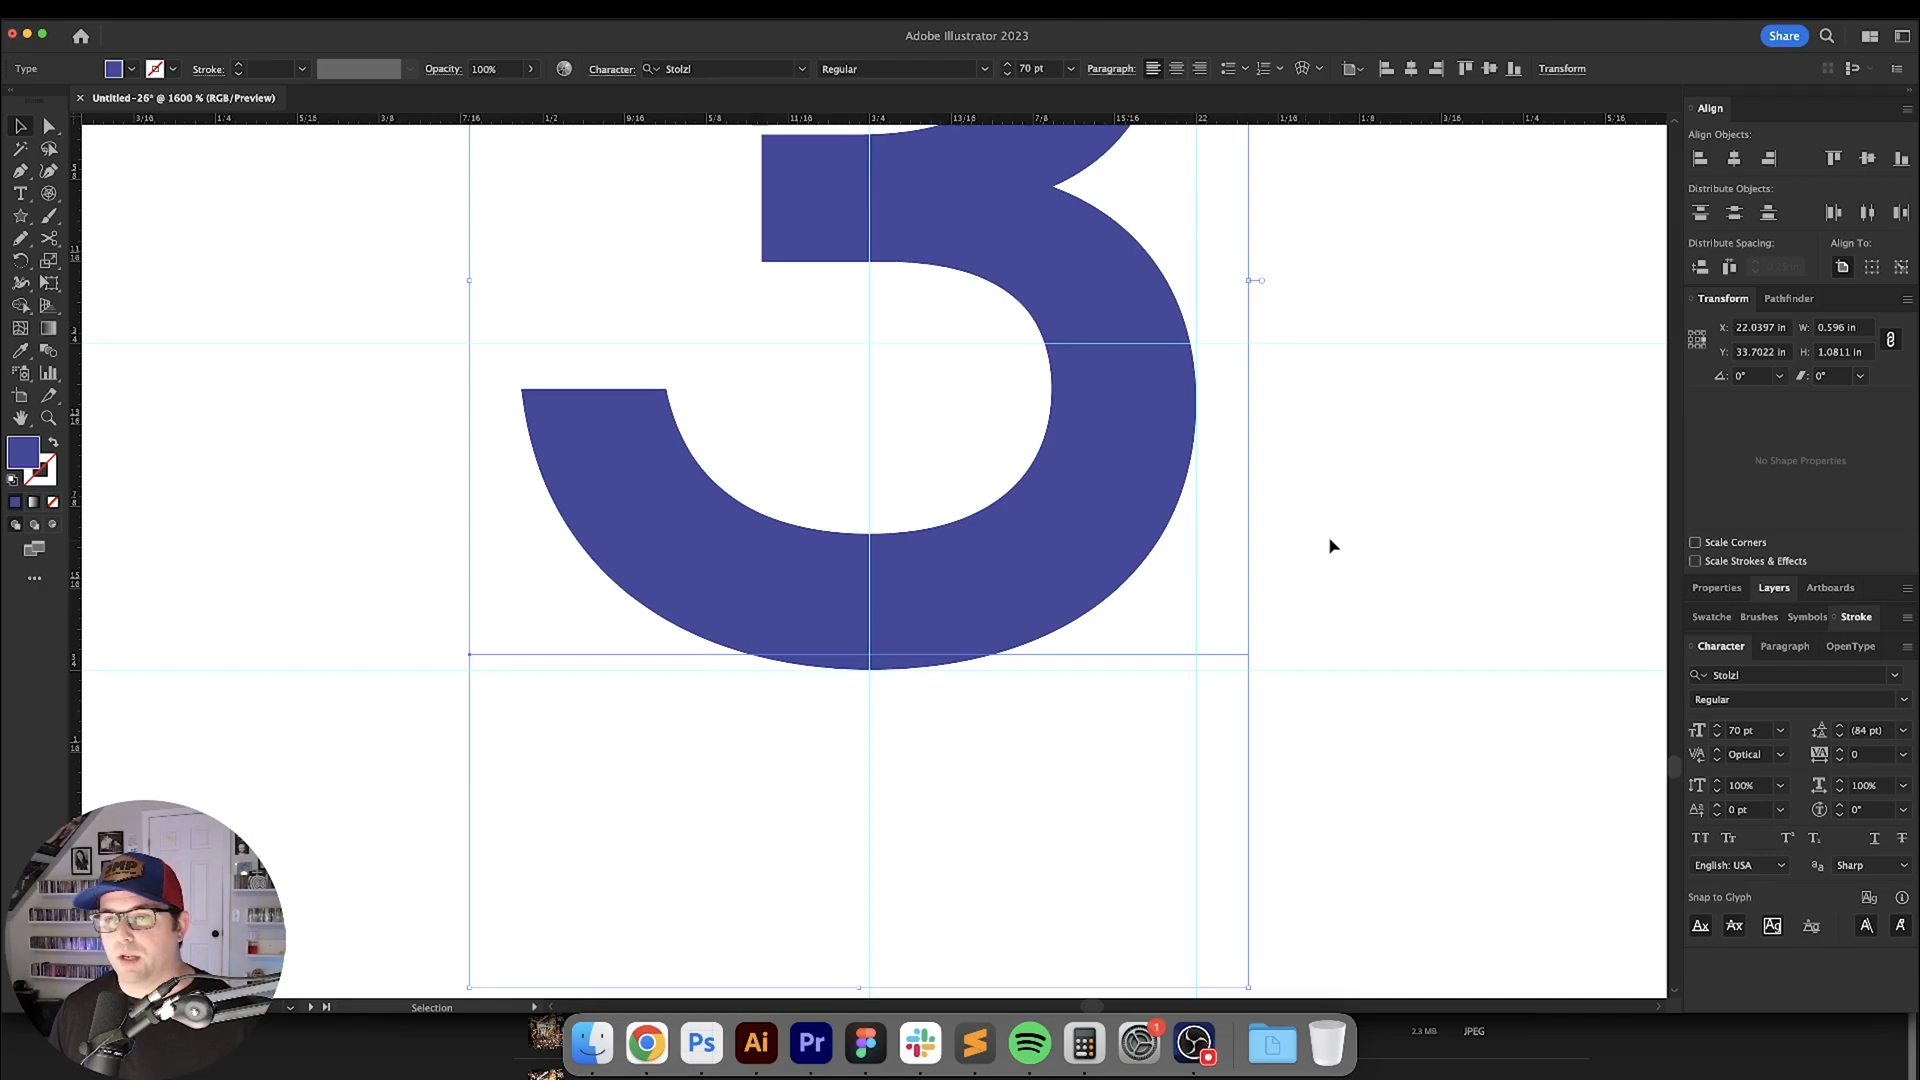 Adobe Illustrator 2023
Share
Type
Stroke:
Opacity: 100%
Character: Stolzl
Regular
70 pt
Paragraph:
Transform
Untitled-26* @ 1600 % (RGB/Preview)
3/16 1/4 5/16 3/8 7/16 1/2 9/16 5/8 11/16 3/4 13/16 7/8 15/16 22 1/16 1/8 3/16 1/4 5/16
3
Align
Align Objects:
Distribute Objects:
Distribute Spacing: Align To:
Transform Pathfinder
X: 22.0397 in W: 0.596 in
Y: 33.7022 in H: 1.0811 in
0° 0°
No Shape Properties
Scale Corners
Scale Strokes & Effects
Properties Layers Artboards
Swatche Brushes Symbols Stroke
Character Paragraph OpenType
Stolzl
Regular
70 pt (84 pt)
Optical 0
100% 100%
0 pt 0°
English: USA Sharp
Snap to Glyph
Selection
Ps Ai Pr 1
2.3 MB JPEG